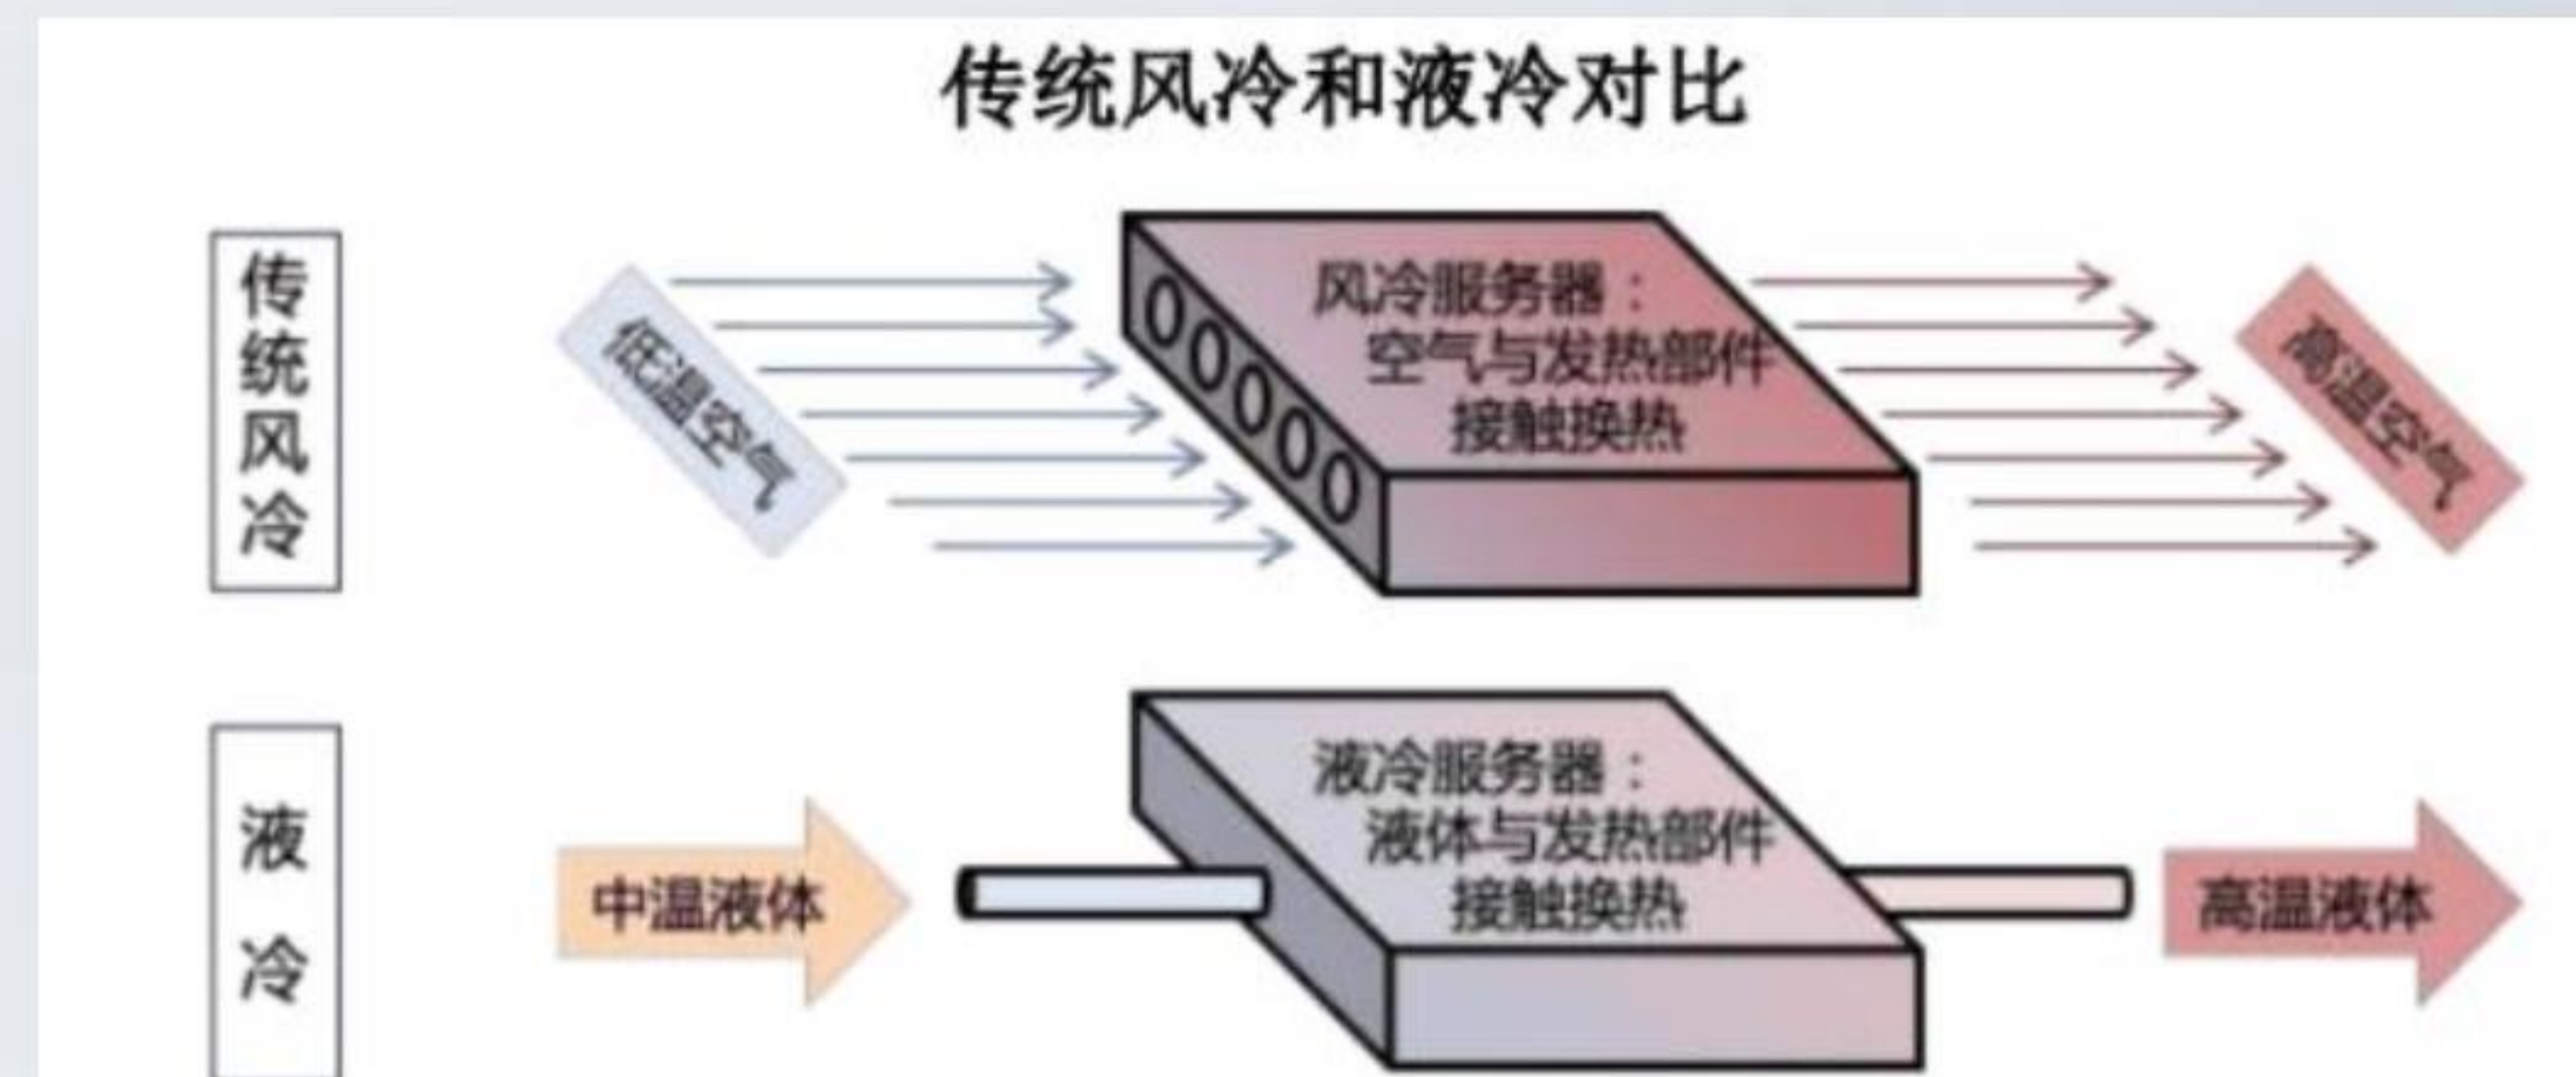 传统风冷和液冷对比
传统风冷
低温空气
风冷服务器：
空气与发热部件
接触换热
高温空气
液冷
中温液体
液冷服务器：
液体与发热部件
接触换热
高温液体